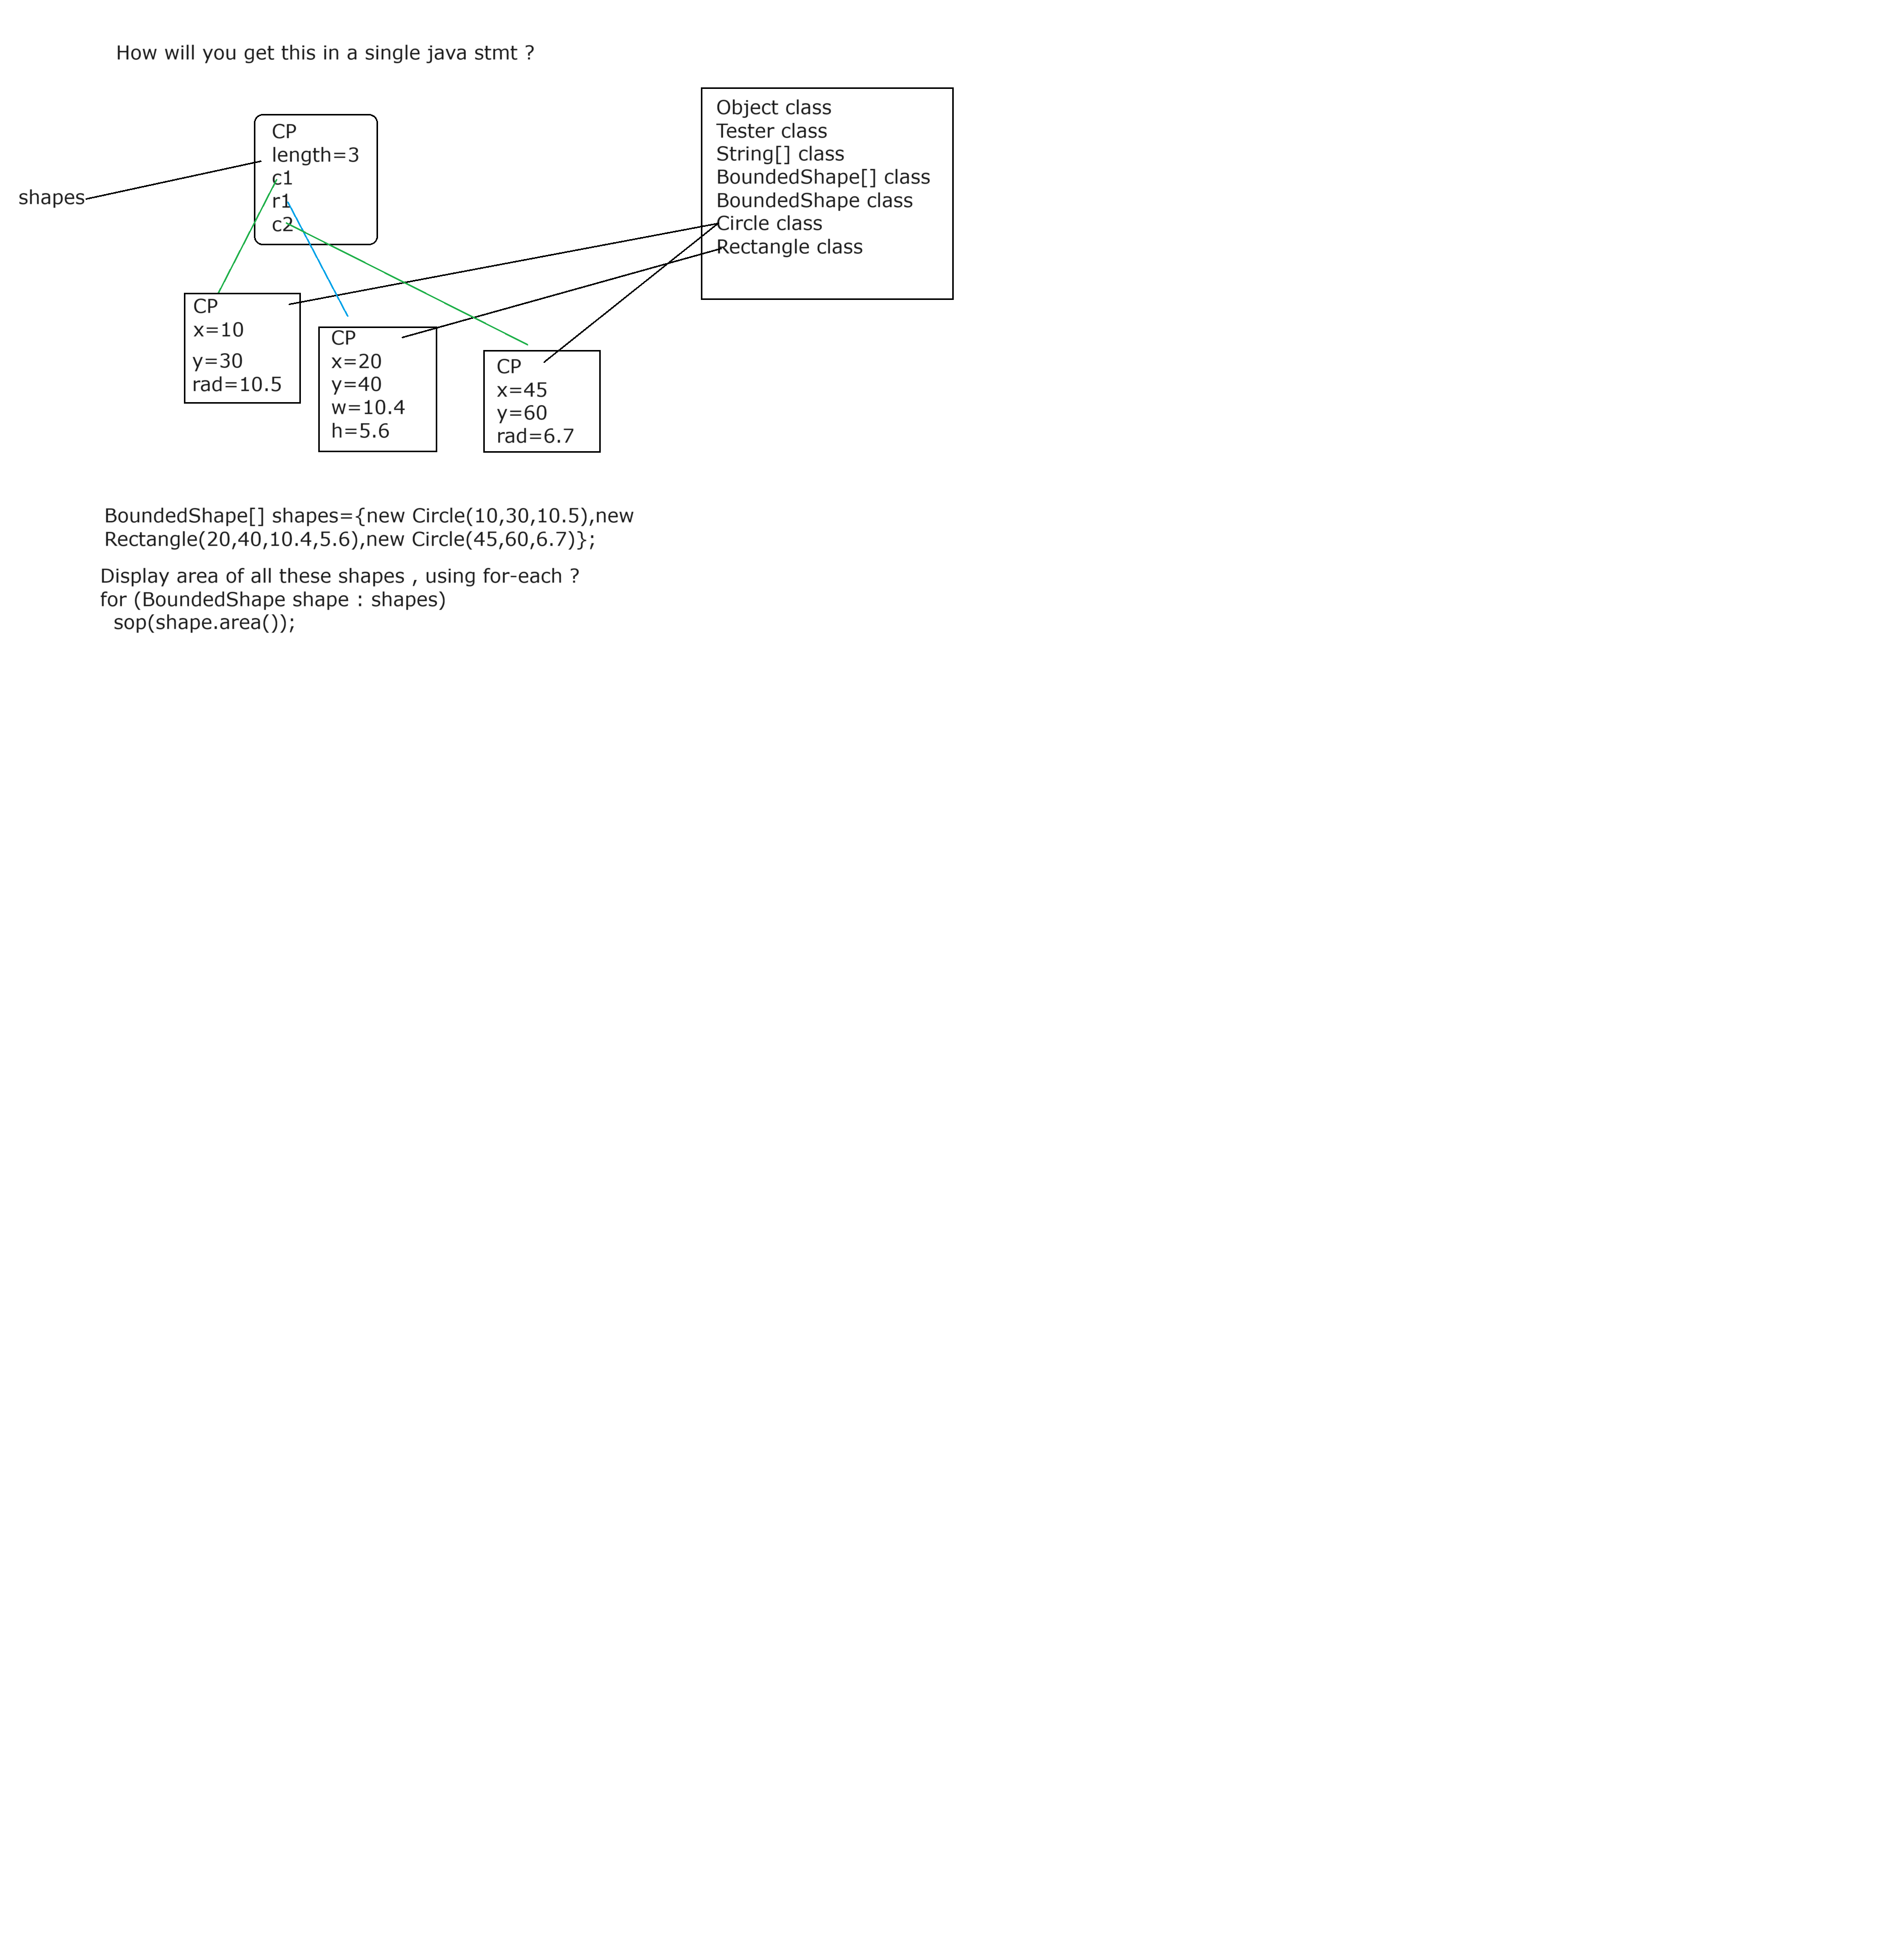 How will you get this in a single java stmt ?
Object class
Tester class
String[] class
BoundedShape[] class
BoundedShape class
Circle class
Rectangle class
CP
length=3
c1
r1
c2
shapes
CP
x=10
y=30
rad=10.5
CP
x=20
y=40
w=10.4
h=5.6
CP
x=45
y=60
rad=6.7
BoundedShape[] shapes={new Circle(10,30,10.5),new
Rectangle(20,40,10.4,5.6),new Circle(45,60,6.7)};
Display area of all these shapes , using for-each ?
for (BoundedShape shape : shapes)
sop(shape.area());